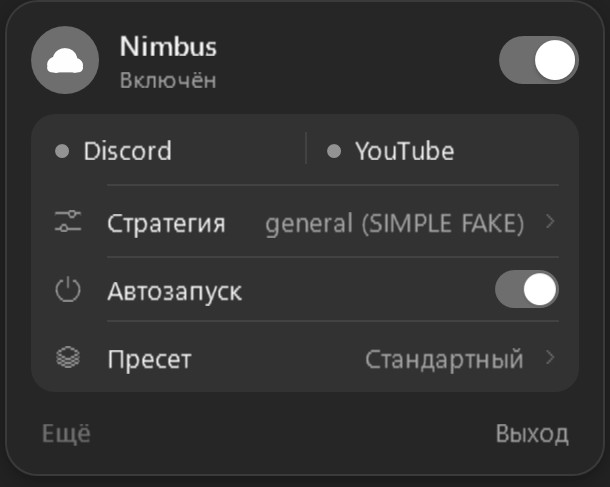 Nimbus
Включён
Discord
YouTube
Стратегия general (SIMPLE FAKE)
Автозапуск
Пресет Стандартный
Ещё Выход